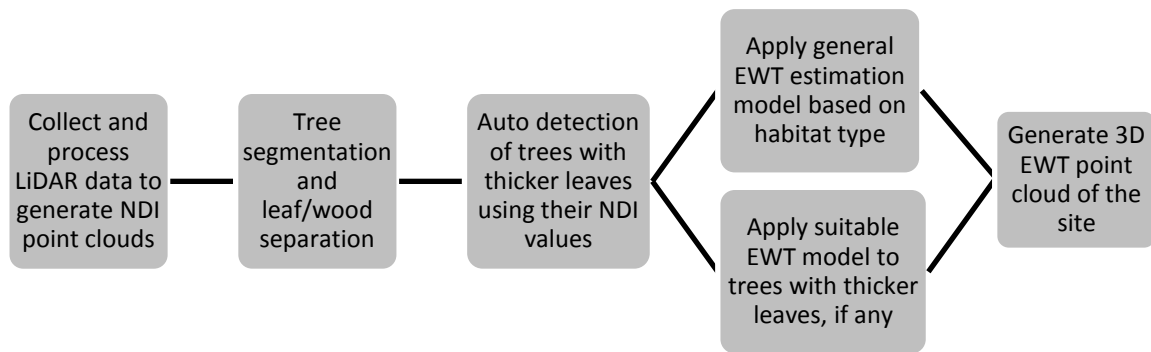 Collect and
process
LiDAR data to
generate NDI
point clouds
Tree
segmentation
and
leaf/wood
separation
Auto detection
of trees with
thicker leaves
using their NDI
values
Apply general
EWT estimation
model based on
habitat type
Apply suitable
EWT model to
trees with thicker
leaves, if any
Generate 3D
EWT point
cloud of the
site